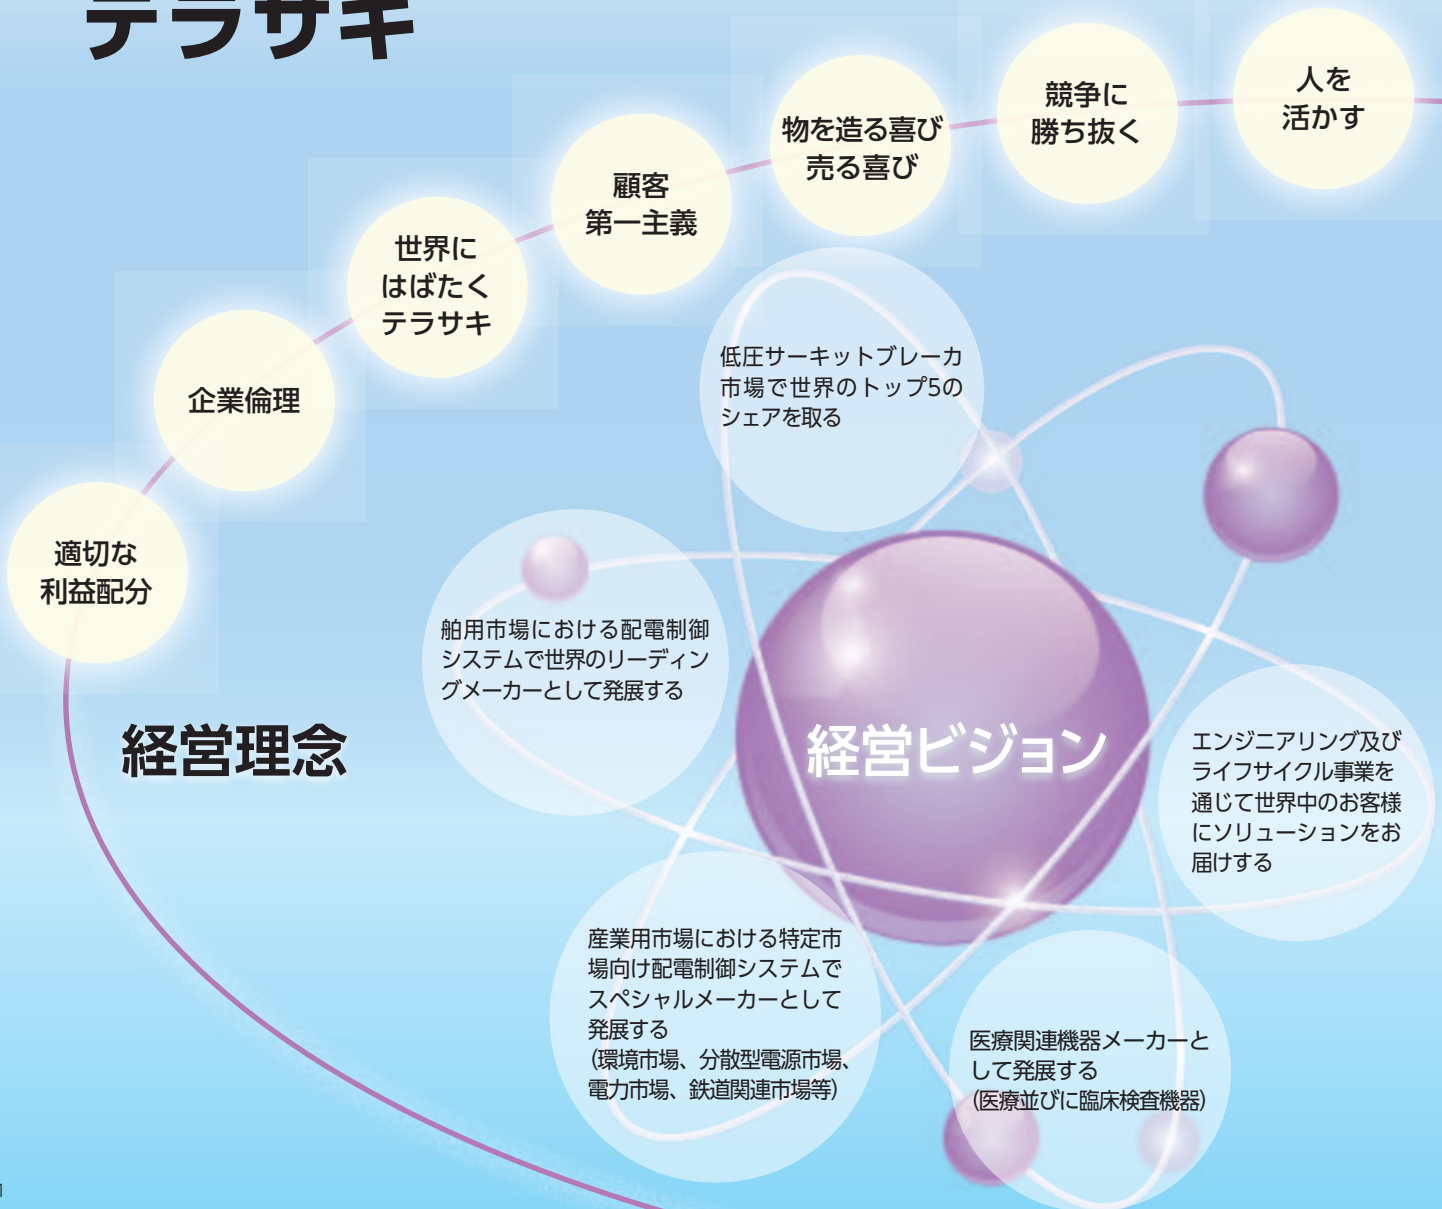 テラサキ
人を
活かす
競争に
勝ち抜く
物を造る喜び
売る喜び
顧客
第一主義
世界に
はばたく
テラサキ
企業倫理
適切な
利益配分
経営理念
低圧サーキットブレーカ
市場で世界のトップ5の
シェアを取る
舶用市場における配電制御
システムで世界のリーディン
グメーカーとして発展する
経営ビジョン
エンジニアリング及び
ライフサイクル事業を
通じて世界中のお客様
にソリューションをお
届けする
産業用市場における特定市
場向け配電制御システムで
スペシャルメーカーとして
発展する
(環境市場、分散型電源市場、
電力市場、鉄道関連市場等)
医療関連機器メーカーと
して発展する
(医療並びに臨床検査機器)